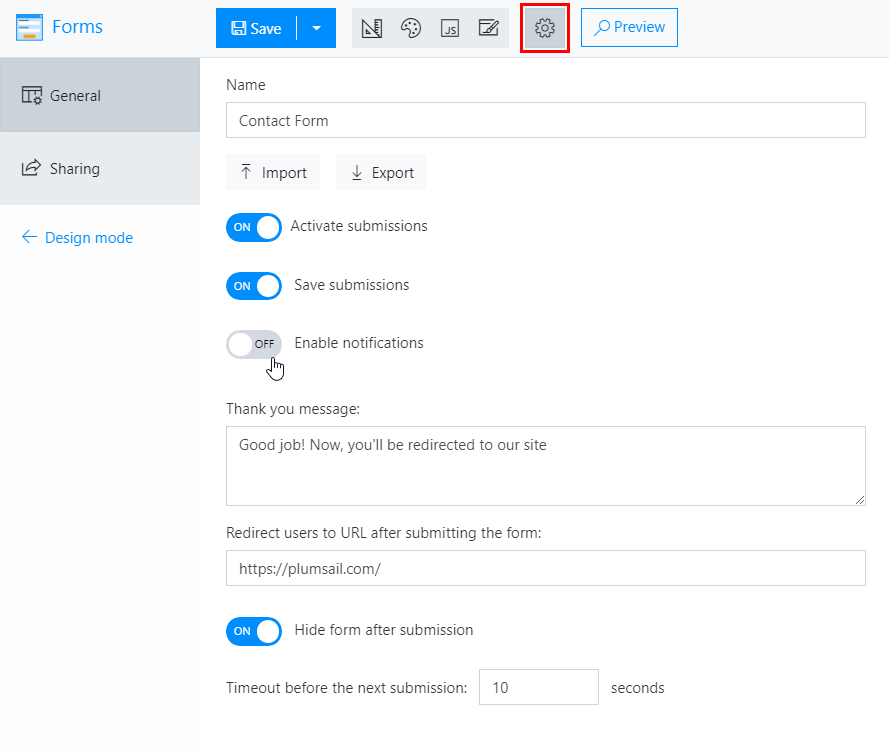 Forms
Save
JS
Preview
General
Sharing
Design mode
Name
Contact Form
Import
Export
ON Activate submissions
ON Save submissions
OFF Enable notifications
Thank you message:
Good job! Now, you'll be redirected to our site
Redirect users to URL after submitting the form:
https://plumsail.com/
ON Hide form after submission
Timeout before the next submission: 10 seconds